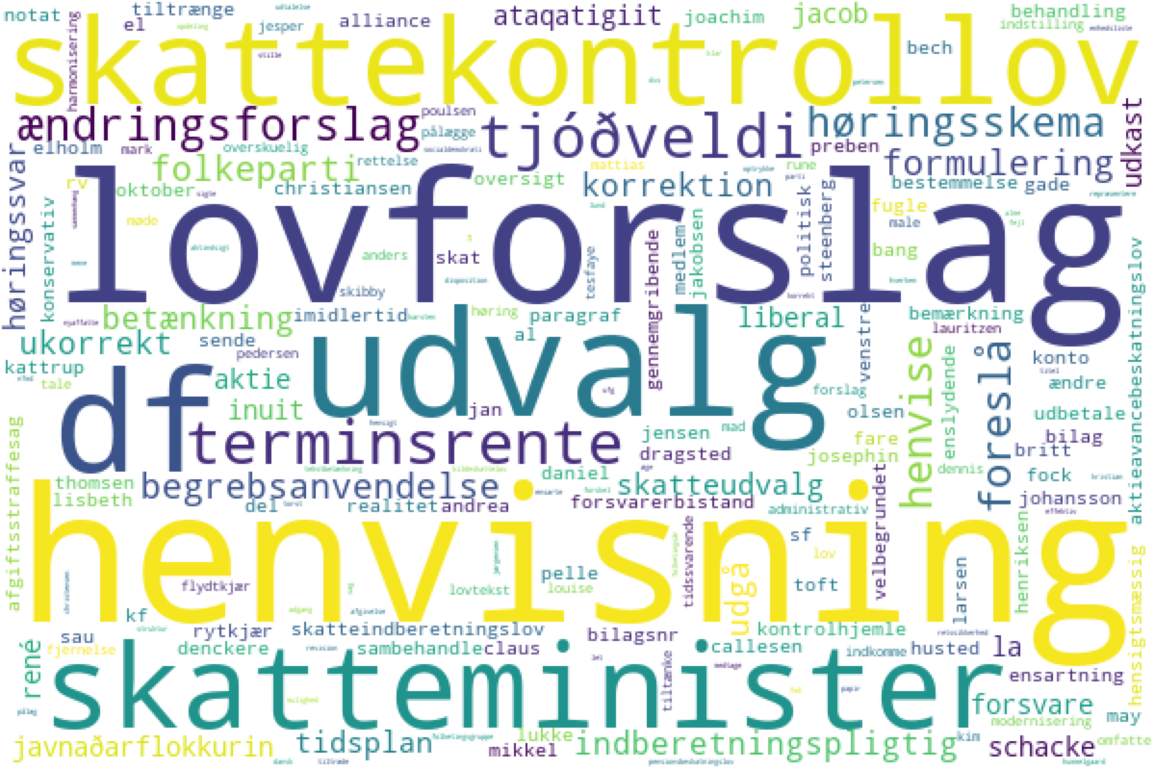 notat
tiltrænge
el
jesper
alliance
ataqatigiit
joachim
jacob
behandling
indstilling
skattekontrollov
bech
harmonisering
ændringsforslag
poulsen
pålægge
tjóðveldi
høringsskema
preben
udkast
elholm
mark
overskuelig
folkeparti
rettelse
mattias
rune
formulering
høringssvar
rv
oktober
christiansen
oversigt
korrektion
politisk
steenberg
bestemmelse
gade
konservativ
møde
fugle
male
lovforslag
anders
skat
tesfaye
gennemgribende
medlem
jakobsen
bang
skibby
betænkning
imidlertid
høring
paragraf
al
liberal
venstre
bemærkning
lauritzen
ukorrekt
sende
pedersen
udvalg
henvise
enslydende
foreslå
konto
kattrup
tale
aktie
forslag
ændre
df
inuit
jan
olsen
udbetale
aktieavancebeskatningslov
terminsrente
jensen
mad
dragsted
fare
josephin
bilag
britt
afgiftsstraffesag
thomsen
lisbeth
begrebsanvendelse
daniel
skatteudvalg
dennis
fock
del
realitet
andrea
forsvarerbistand
administrativ
velbegrundet
johansson
henvisning
tidssvarende
sf
lov
flydtkjær
lovtekst
pelle
louise
udgå
toft
larsen
henriksen
hensigtsmæssig
kf
sau
fjernelse
rytkjær
denckere
skatteindberetningslov
sambehandle
claus
bilagsnr
callesen
kontrolhjemle
indkomme
husted
la
rené
skatteminister
tiltænke
ensartning
forsvare
modernisering
may
javnaðarflokkurin
tidsplan
lukke
mikkel
indberetningspligtig
kim
schacke
omfatte